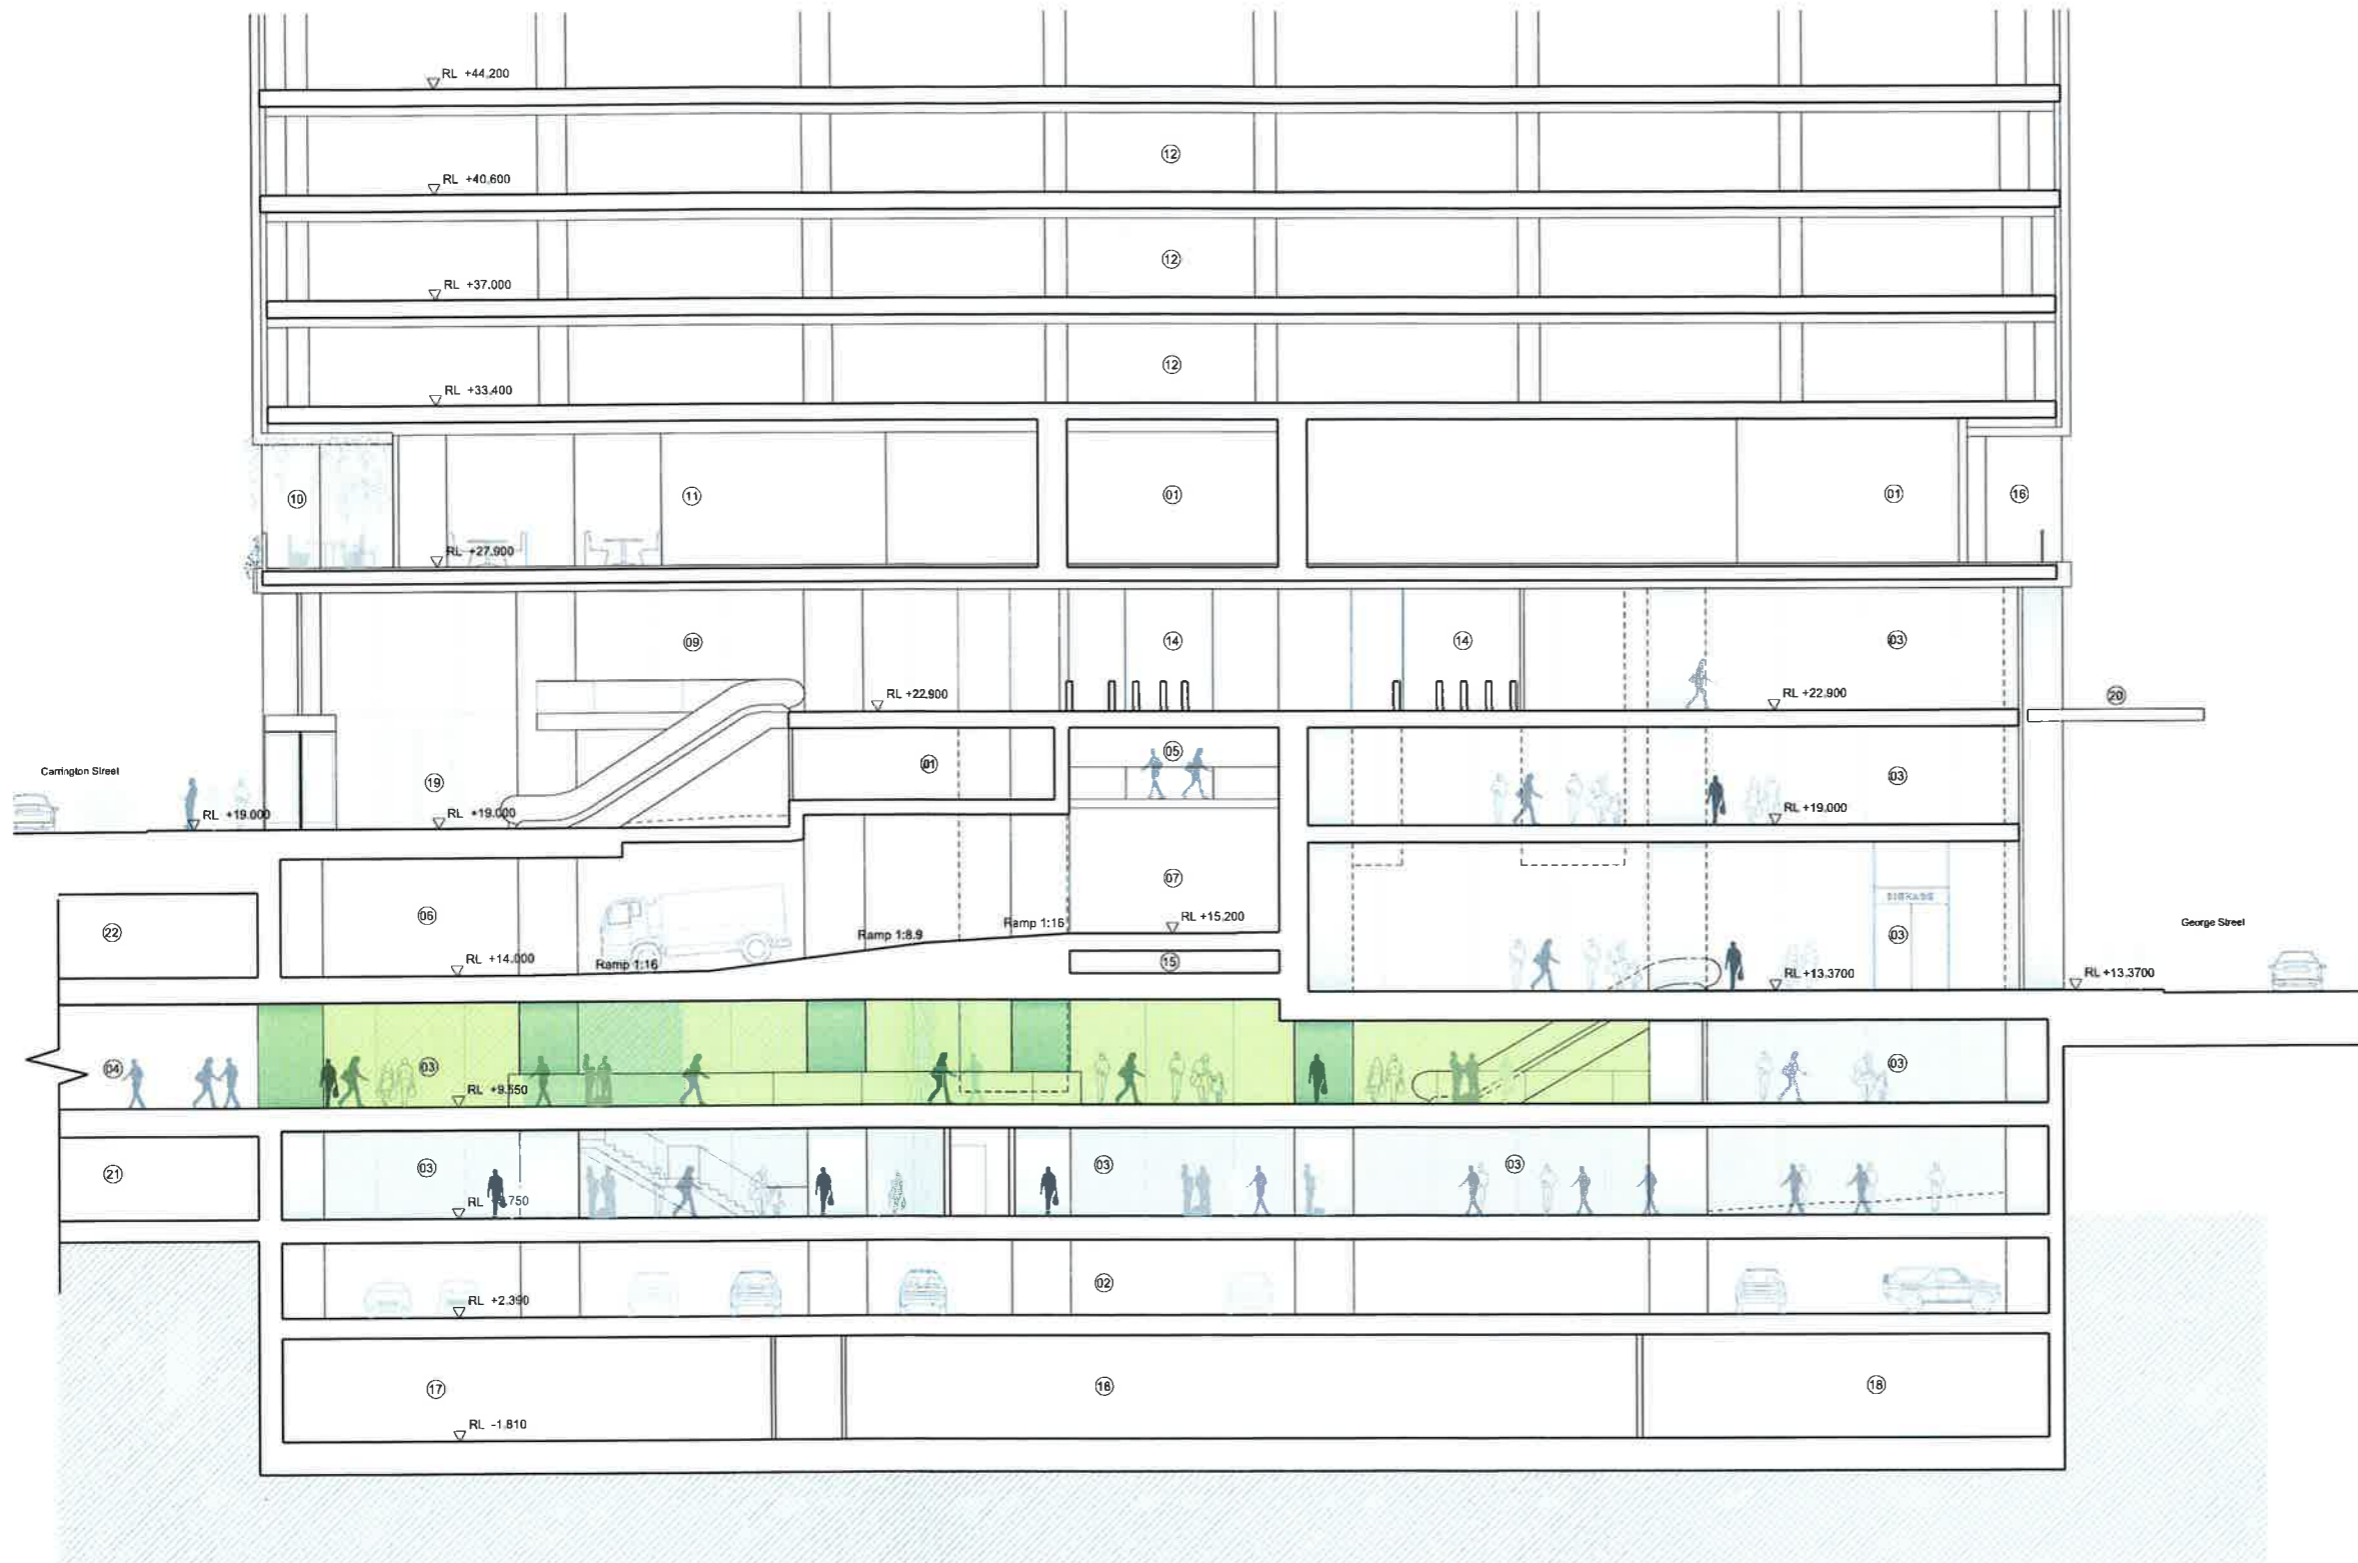 RL +44.200
12
RL +40.600
12
RL +37.000
12
RL +33.400
10
11
01
01
16
RL +27.900
09
14
14
03
RL +22.900
RL +22.900
20
Carrington Street
19
01
05
03
RL +19.000
RL +19.000
RL +19.000
22
06
07
SIGNAGE
RL +15.200
Ramp 1:16
Ramp 1:8.9
George Street
03
RL +14.000
Ramp 1:16
15
RL +13.3700
RL +13.3700
04
03
03
RL +9.550
21
03
03
03
RL
.750
02
RL +2.390
17
16
18
RL -1.810